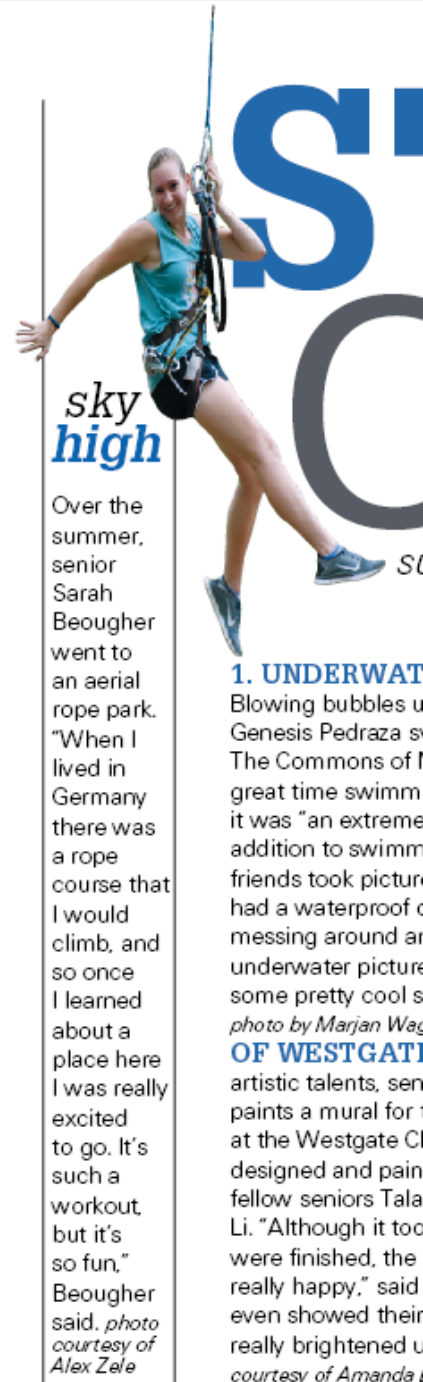 ST
sky
high
Over the
summer,
senior
Sarah
Beougher
went to
an aerial
rope park.
"When I
lived in
Germany
there was
a rope
course that
I would
climb, and
so once
I learned
about a
place here
I was really
excited
to go. It's
such a
workout,
but it's
so fun,"
Beougher
said. photo
courtesy of
Alex Zele
1. UNDERWAT
Blowing bubbles u
Genesis Pedraza sw
The Commons of
great time swimm
it was "an extreme
addition to swimm
friends took picture
had a waterproof
messing around an
underwater picture
some pretty cool s
photo by Marjan Wag
OF WESTGATE
artistic talents, sen
paints a mural for
at the Westgate
designed and pain
fellow seniors Tala
Li. "Although it too
were finished, the
really happy," said
even showed their
really brightened u
courtesy of Amanda